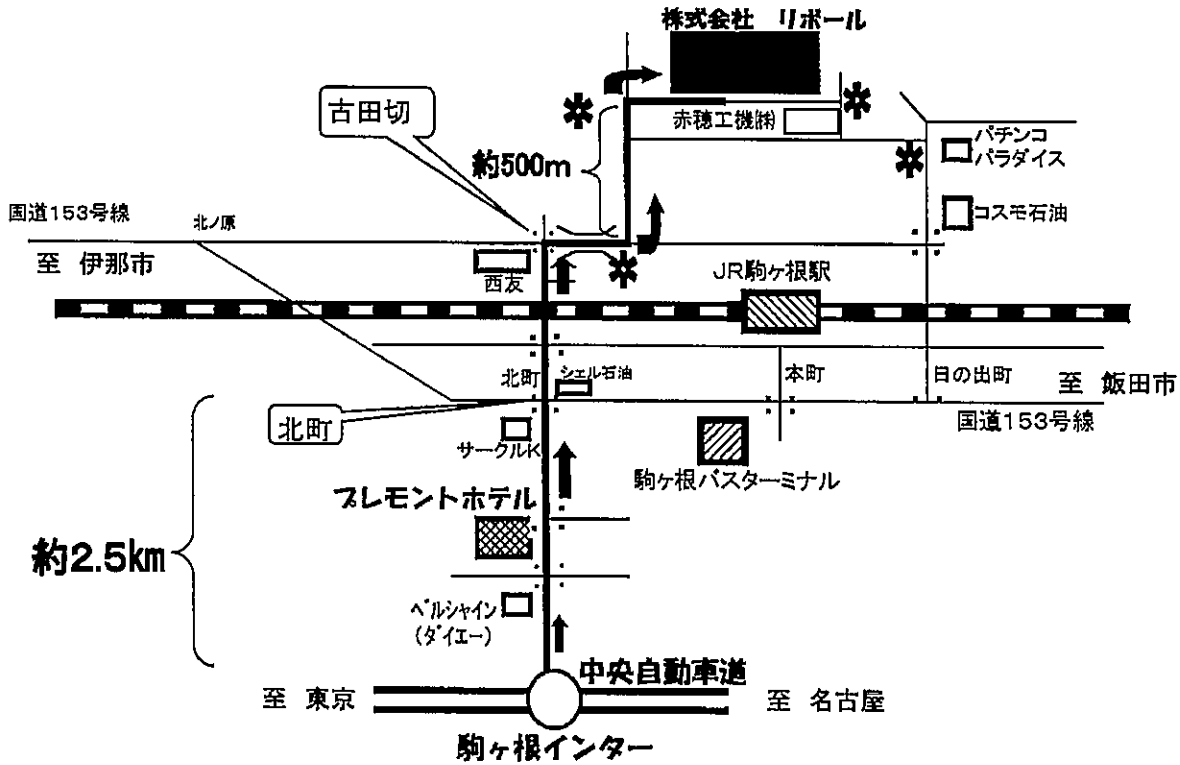 株式会社 リボール
古田切
赤穂工機㈱
パチンコ
パラダイス
約500m
国道153号線
北ノ原
コスモ石油
至 伊那市
西友
JR駒ヶ根駅
北町
シェル石油
本町
日の出町
至 飯田市
北町
国道153号線
サークルK
駒ヶ根バスターミナル
プレモントホテル
約2.5km
ベルシャイン
(ダイエー)
中央自動車道
至 東京
至 名古屋
駒ヶ根インター